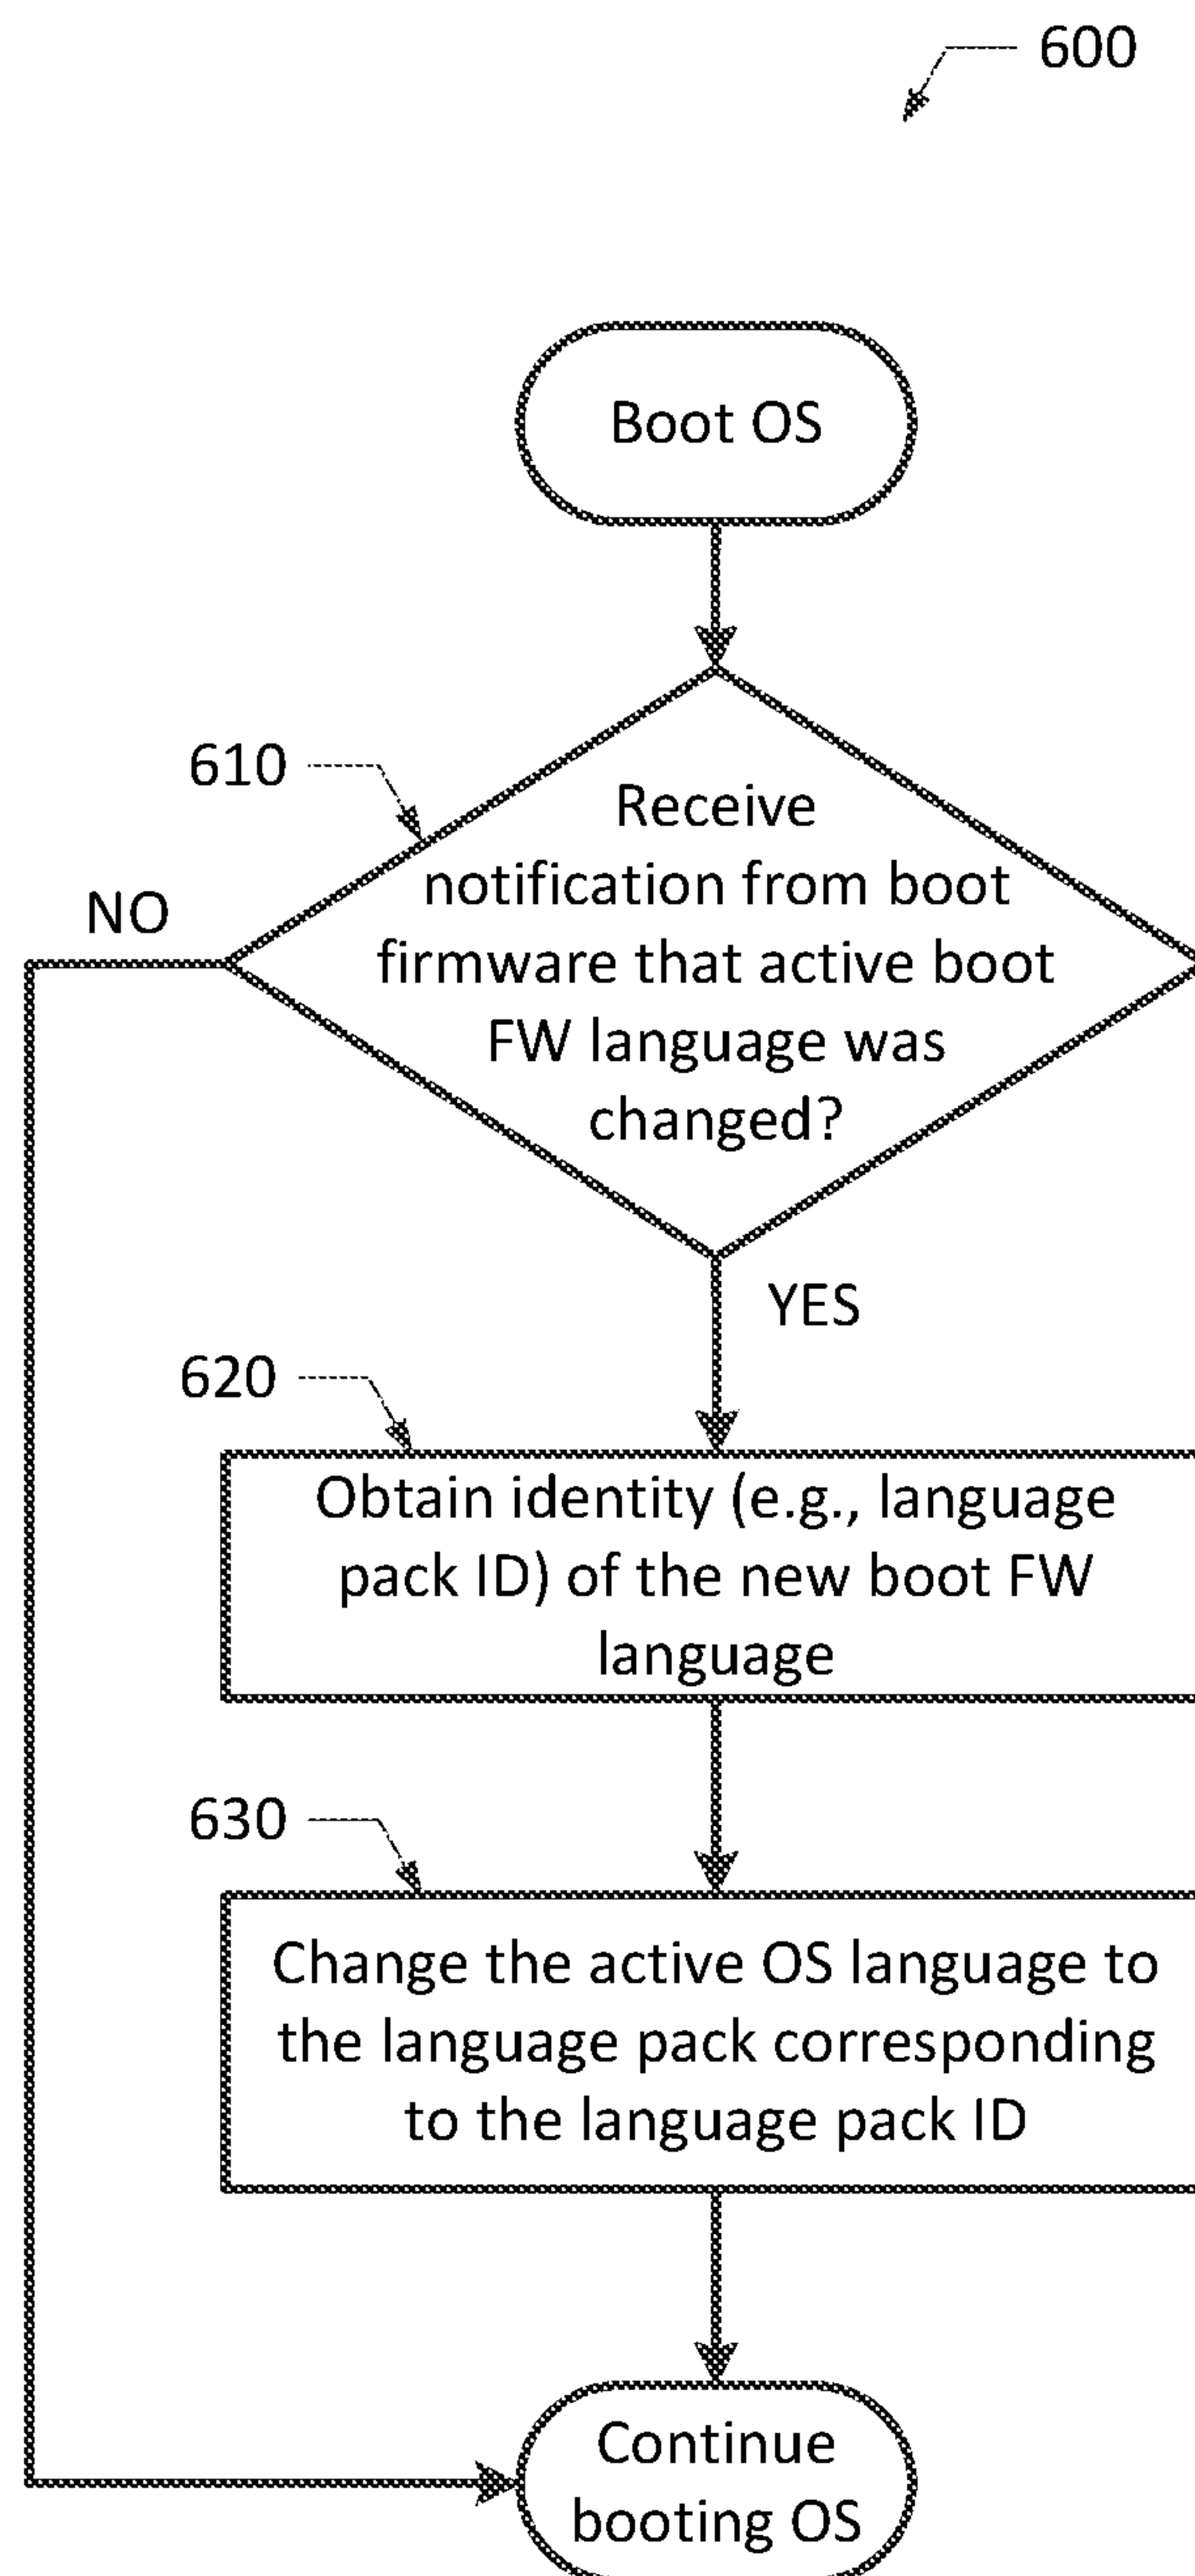 600
Boot OS
610
Receive
notification from boot
firmware that active boot
FW language was
changed?
NO
YES
620
Obtain identity (e.g., language
pack ID) of the new boot FW
language
630
Change the active OS language to
the language pack corresponding
to the language pack ID
Continue
booting OS